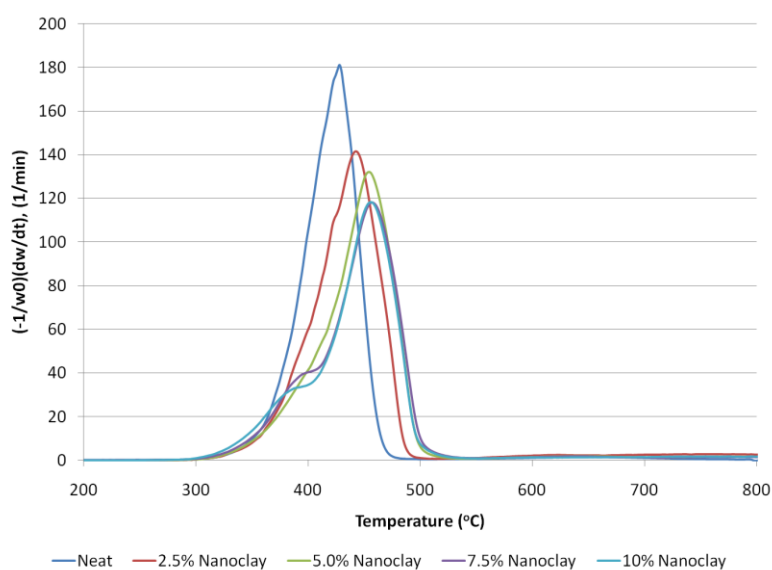 200
180
160
140
120
100
80
60
40
20
0
(-1/w0)(dw/dt), (1/min)
200 300 400 500 600 700 800
Temperature (°C)
Neat 2.5% Nanoclay 5.0% Nanoclay 7.5% Nanoclay 10% Nanoclay